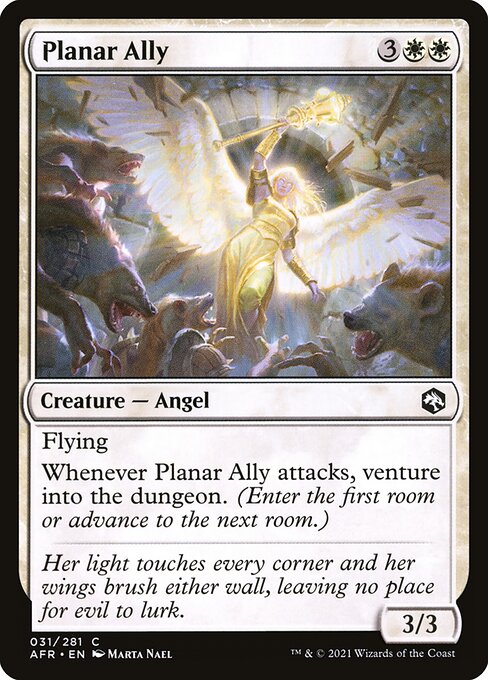 Planar Ally 3
Creature — Angel
Flying
Whenever Planar Ally attacks, venture
into the dungeon. (Enter the first room
or advance to the next room.)
Her light touches every corner and her
wings brush either wall, leaving no place
for evil to lurk.
3/3
031/281 C
AFR • EN Marta Nael
™ & © 2021 Wizards of the Coast